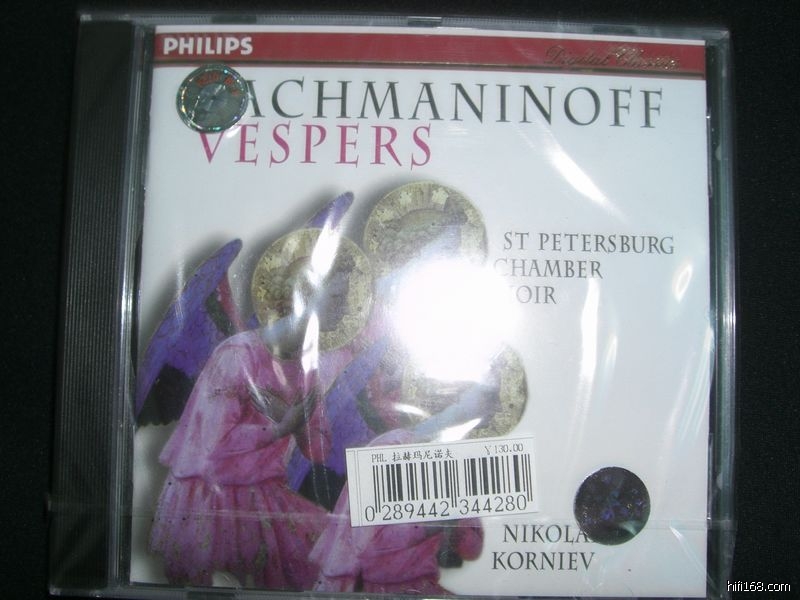 PHILIPS
Digital Classics
ACHMANINOFF
VESPERS
ST PETERSBURG
CHAMBER
OIR
PHL 拉赫玛尼诺夫 ¥130.00
0 289442 344280
NIKOLA
KORNIEV
hifi168.com